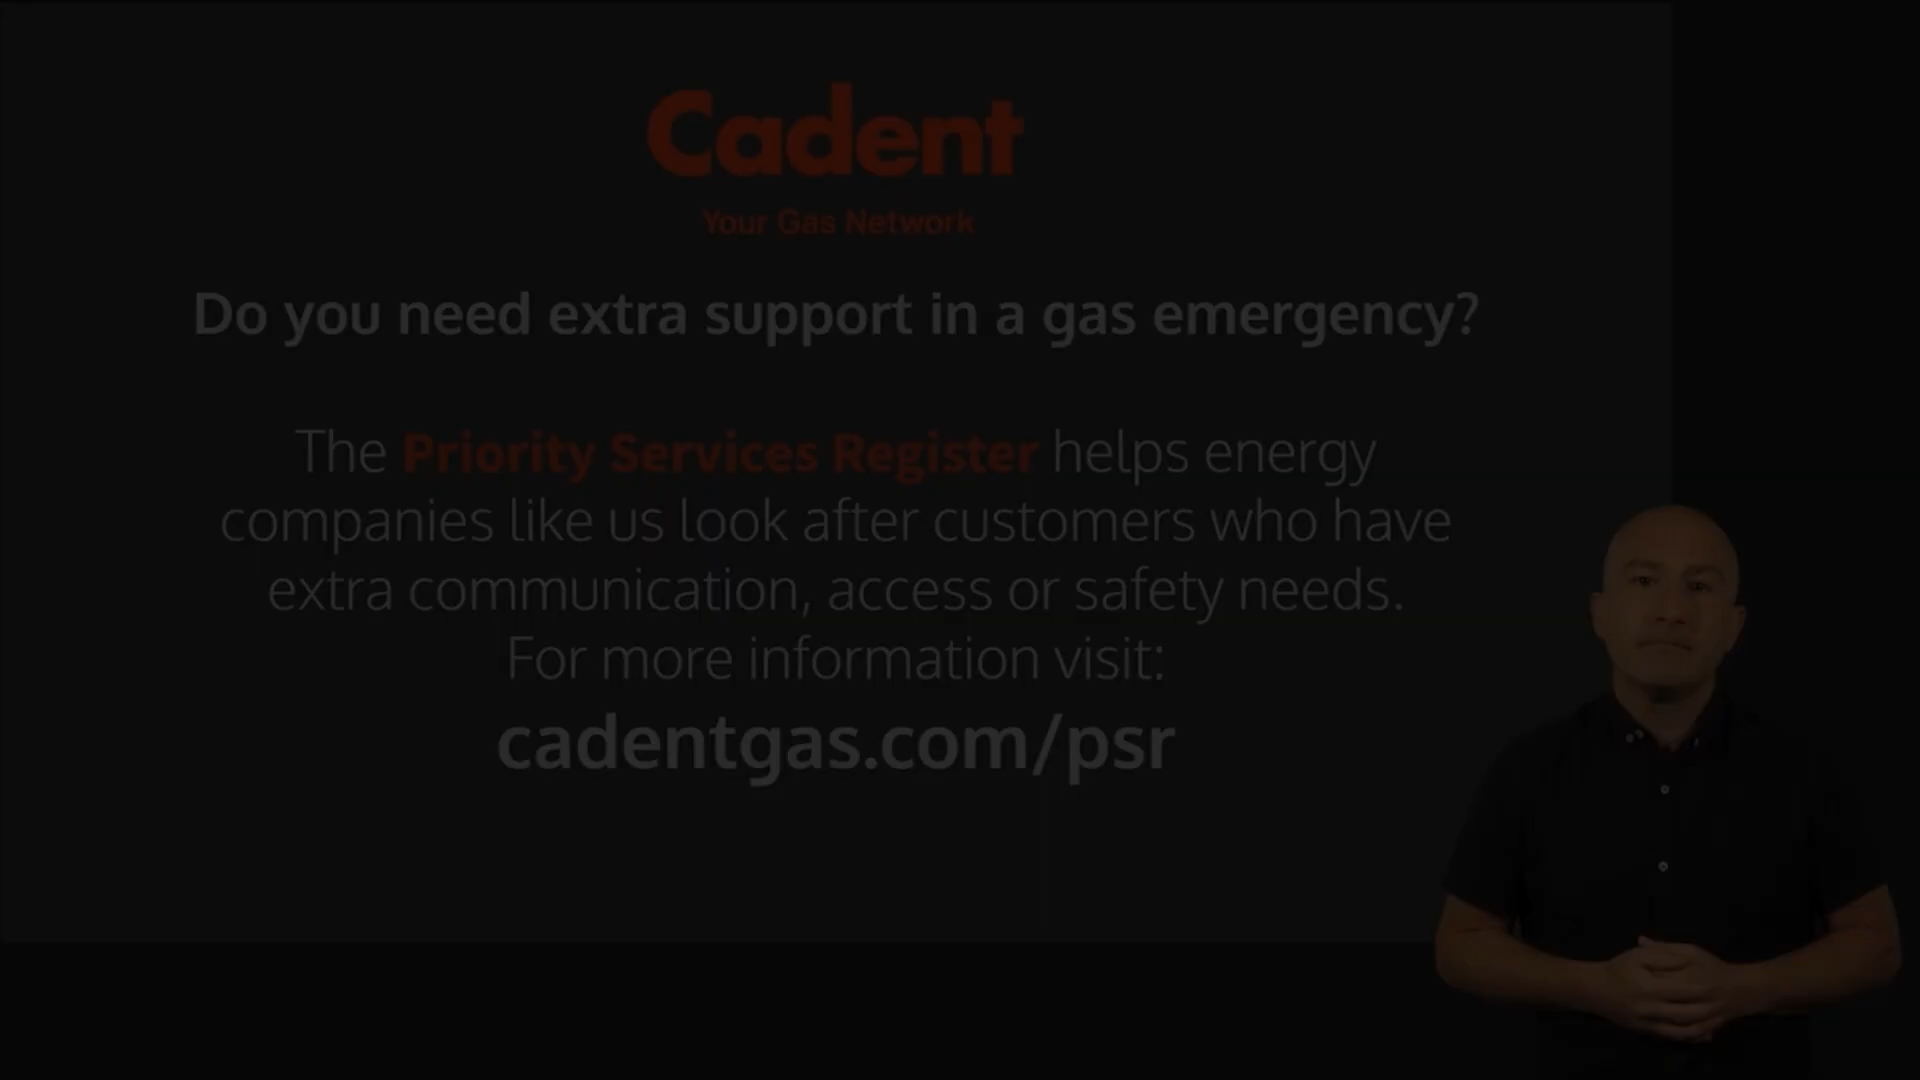 Cadent
Your Gas Network
Do you need extra support in a gas emergency?
The Priority Services Register helps energy
companies like us look after customers who have
extra communication, access or safety needs.
For more information visit:
cadentgas.com/psr